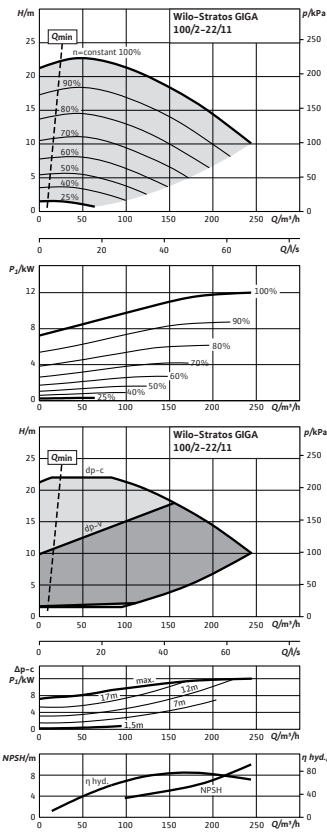 H/m
Wilo-Stratos GIGA
100/2-22/11
p/kPa
Qmin
n=constant 100%
90%
80%
70%
60%
50%
40%
25%
25
20
15
10
5
0
250
200
150
100
50
0
0 50 100 150 200 250 Q/m³/h
0 20 40 60 Q/l/s
P₁/kW
12
8
4
0
100%
90%
80%
70%
60%
50%
40%
25%
0 50 100 150 200 250 Q/m³/h
H/m
Wilo-Stratos GIGA
100/2-22/11
p/kPa
Qmin
dp-c
dp-v
25
20
15
10
5
0
250
200
150
100
50
0
0 50 100 150 200 250 Q/m³/h
0 20 40 60 Q/l/s
Δp-c
P₁/kW
8
4
0
max.
17m
12m
7m
1,5m
0 50 100 150 200 250 Q/m³/h
NPSH/m
η hyd.
8
4
0
80
40
0
η hyd.
NPSH
0 50 100 150 200 250 Q/m³/h